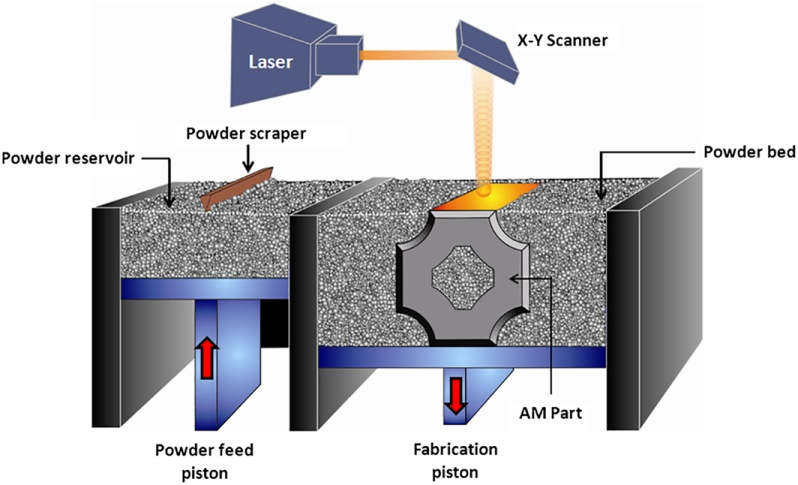 Laser
X-Y Scanner
Powder scraper
Powder reservoir
Powder bed
AM Part
Powder feed
piston
Fabrication
piston